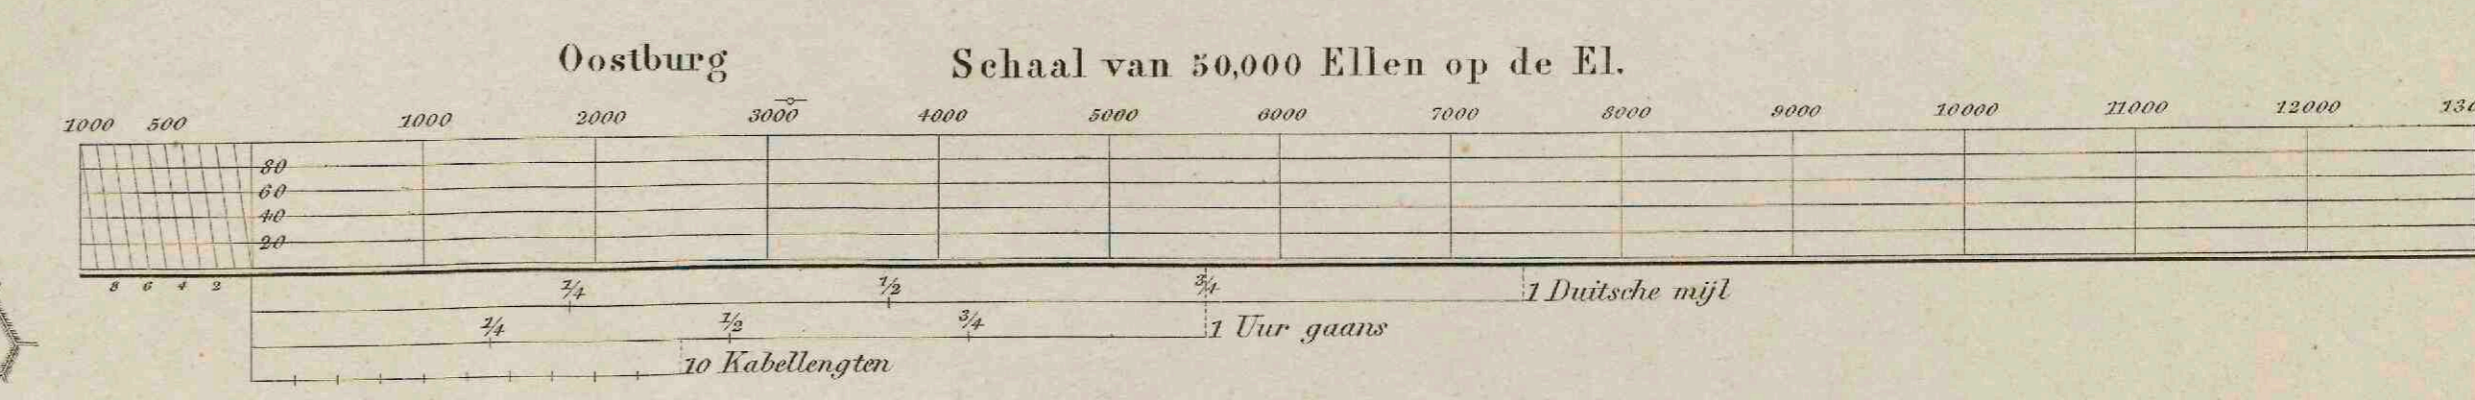 Oostburg Schaal van 50,000 Ellen op de El.
1000 500 1000 2000 3000 4000 5000 6000 7000 8000 9000 10000 11000 12000
80
60
40
20
8 6 4 2 1/4 1/2 3/4 1 Duitsche mijl
1/4 1/2 3/4 1 Uur gaans
10 Kabellengten